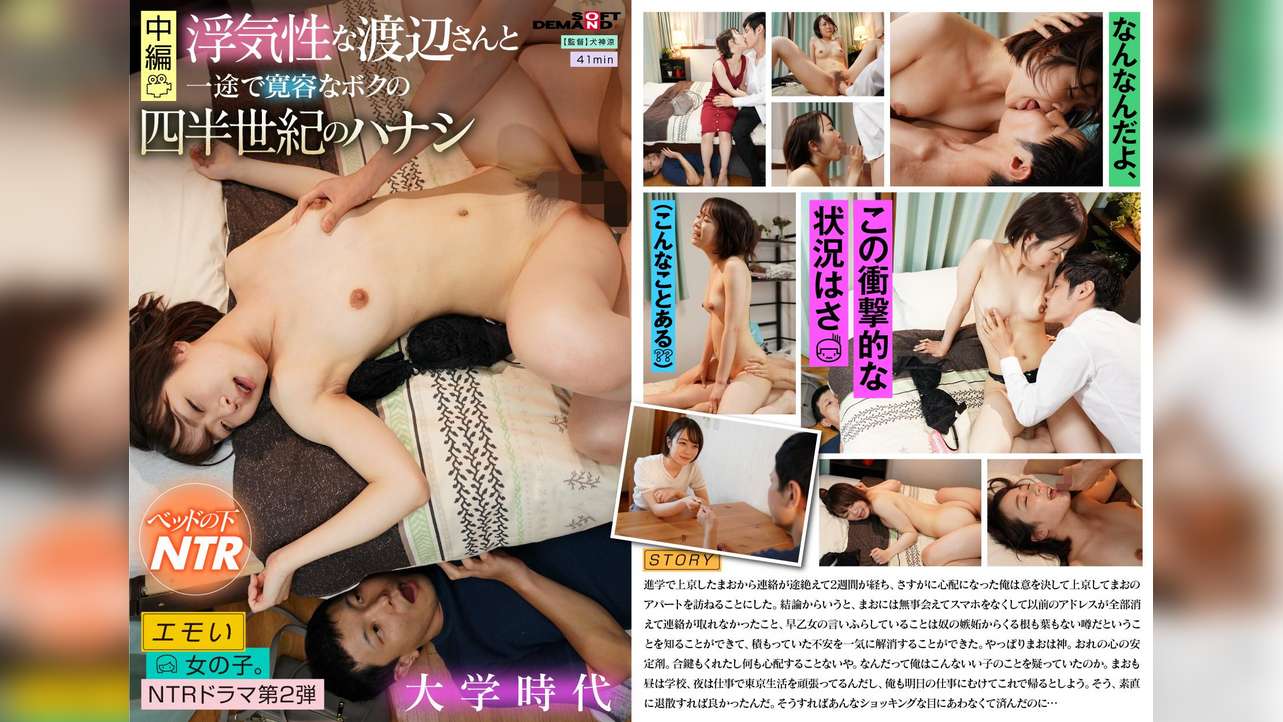 中編
浮気性な渡辺さんと
一途で寛容なボクの
四半世紀のハナシ
SOFT ON DEMAND
【監督】犬神涼
41min
ベッドの下
NTR
エモい
女の子。
NTRドラマ第2弾
大学時代
なんなんだよ、
(こんなことある⁇)
この衝撃的な
状況はさ
STORY
進学で上京したまおから連絡が途絶えて2週間が経ち、さすがに心配になった俺は意を決して上京してまおの
アパートを訪ねることにした。結論からいうと、まおには無事会えてスマホをなくして以前のアドレスが全部消
えて連絡が取れなかったこと、早乙女の言いふらしていることは奴の嫉妬からくる根も葉もない噂だというこ
とを知ることができて、積もっていた不安を一気に解消することができた。やっぱりまおは神。おれの心の安
定剤。合鍵もくれたし何も心配することないや。なんだって俺はこんないい子のことを疑っていたのか。まおも
昼は学校、夜は仕事で東京生活を頑張ってるんだし、俺も明日の仕事にむけてこれで帰るとしよう。そう、素直
に退散すれば良かったんだ。そうすればあんなショッキングな目にあわなくて済んだのに…